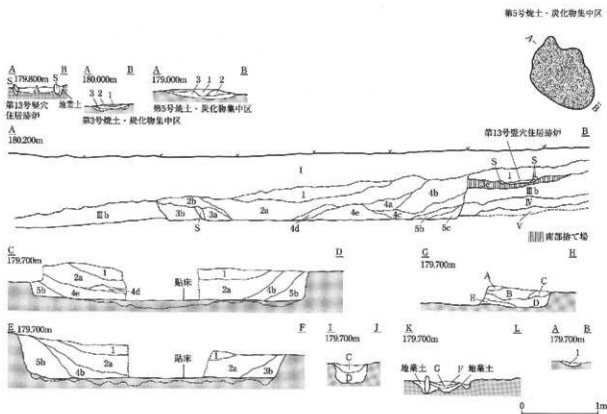 第5号焼土・炭化物集中区
A
B
A 179.800m B
S S
第13号竪穴
住居跡炉
地業土
A B
180.000m
3 2 1
第3号焼土・炭化物集中区
A B
179.000m
3 1 2
第5号焼土・炭化物集中区
A B
180.200m
第13号竪穴住居跡炉
S S
I
1
1
Ⅲb
2b
3b
3a
2a
4a
4b
4e
4c
S
4d
5b
5c
Ⅲb
Ⅳ
Ⅴ
南部捨て場
C D
179.700m
1
2a
5b
4e
4d
貼床
2a
4b
5b
G H
179.700m
A
B
C
D
E
E F
179.700m
5b
4b
2a
1
貼床
1
2a
3b
I J
179.700m
C
D
K L
179.700m
地業土 G F 地業土
A B
179.700m
1
0 1m